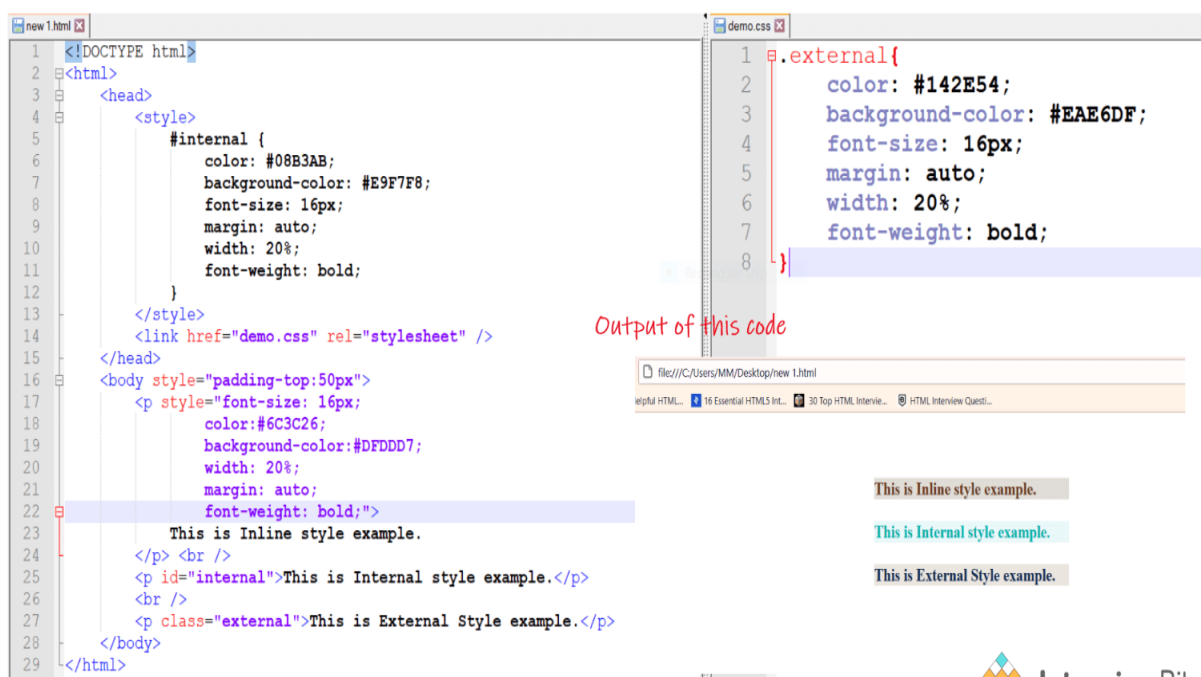 new 1.html
1 <!DOCTYPE html>
2 <html>
3 <head>
4 <style>
5 #internal {
6 color: #08B3AB;
7 background-color: #E9F7F8;
8 font-size: 16px;
9 margin: auto;
10 width: 20%;
11 font-weight: bold;
12 }
13 </style>
14 <link href="demo.css" rel="stylesheet" />
15 </head>
16 <body style="padding-top:50px">
17 <p style="font-size: 16px;
18 color:#6C3C26;
19 background-color:#DFDDD7;
20 width: 20%;
21 margin: auto;
22 font-weight: bold;">
23 This is Inline style example.
24 </p> <br />
25 <p id="internal">This is Internal style example.</p>
26 <br />
27 <p class="external">This is External Style example.</p>
28 </body>
29 </html>
demo.css
1 .external{
2 color: #142E54;
3 background-color: #EAE6DF;
4 font-size: 16px;
5 margin: auto;
6 width: 20%;
7 font-weight: bold;
8 }
Output of this code
file:///C:/Users/MM/Desktop/new 1.html
elpful HTML... 16 Essential HTML5 Int... 30 Top HTML Intervie... HTML Interview Questi...
This is Inline style example.
This is Internal style example.
This is External Style example.